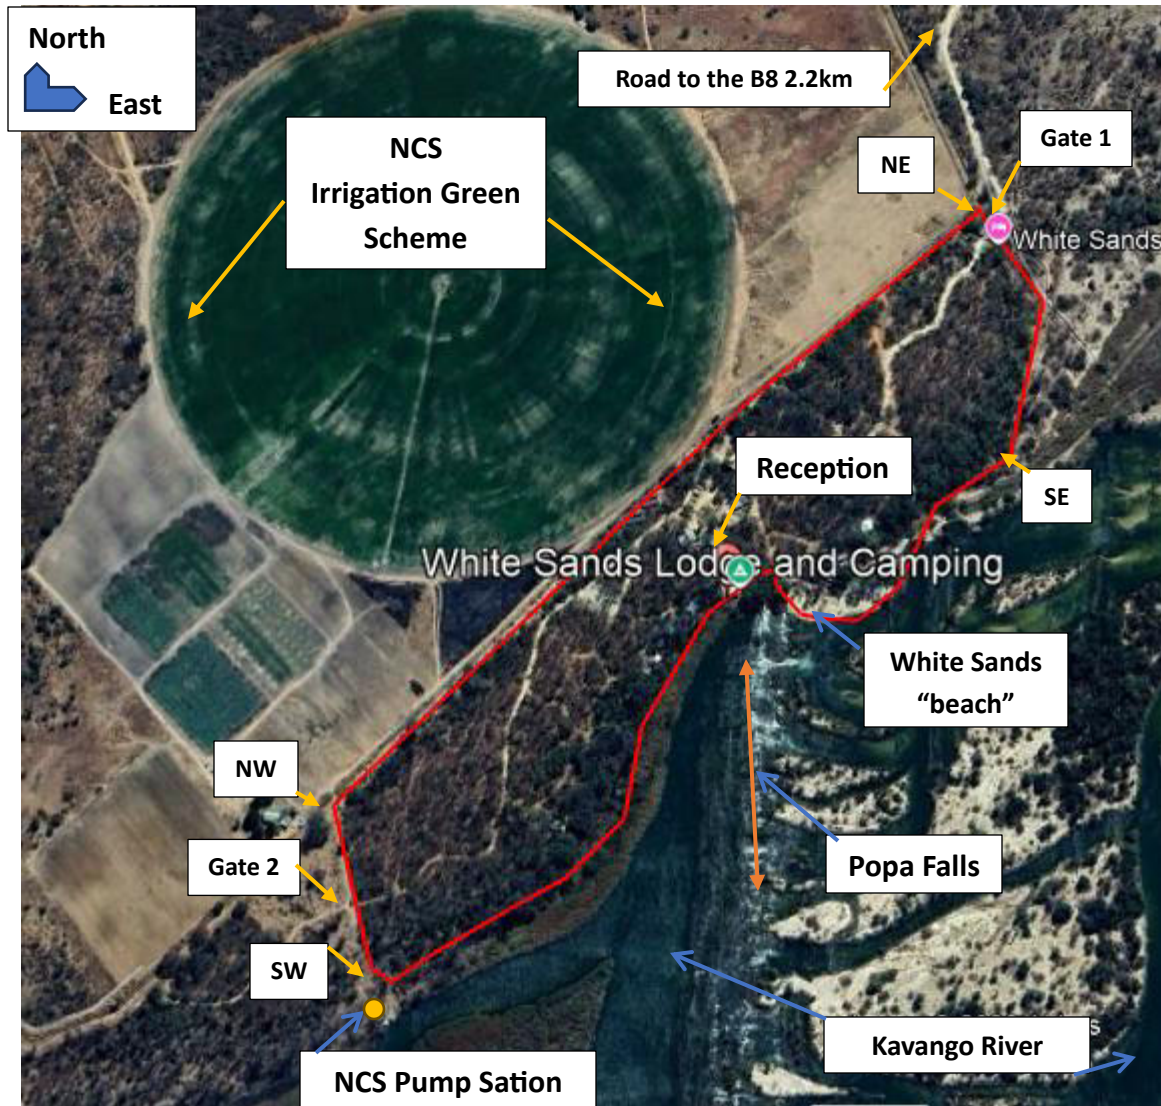 North
East
Road to the B8 2.2km
NCS
Irrigation Green
Scheme
Gate 1
NE
White Sands
Reception
SE
White Sands Lodge and Camping
White Sands
“beach”
NW
Gate 2
Popa Falls
SW
Kavango River
NCS Pump Sation